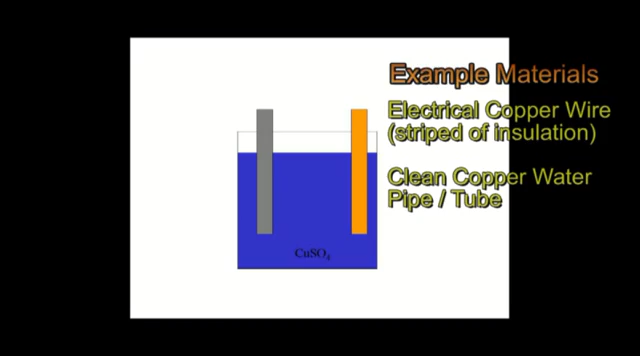 Example Materials
Electrical Copper Wire
(striped of insulation)
Clean Copper Water
Pipe / Tube
CuSO₄